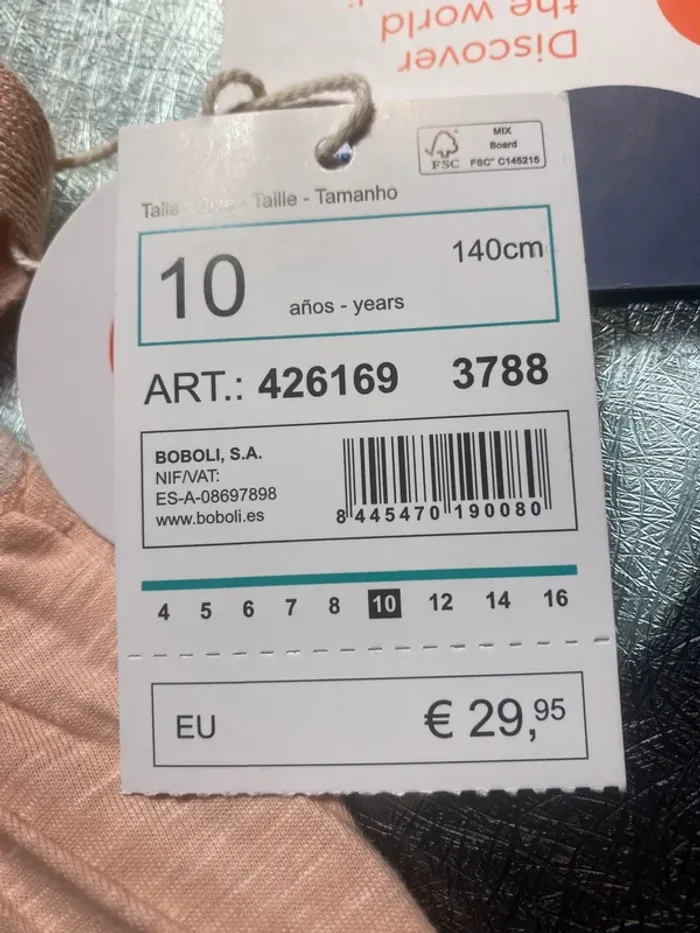 Discover
the world
MIX
Board
FSC FSC® C145215
Talla - Size - Taille - Tamanho
10
140cm
años - years
ART.: 426169 3788
BOBOLI, S.A.
NIF/VAT:
ES-A-08697898
www.boboli.es
8 445470 190080
4 5 6 7 8 10 12 14 16
EU
€ 29,95